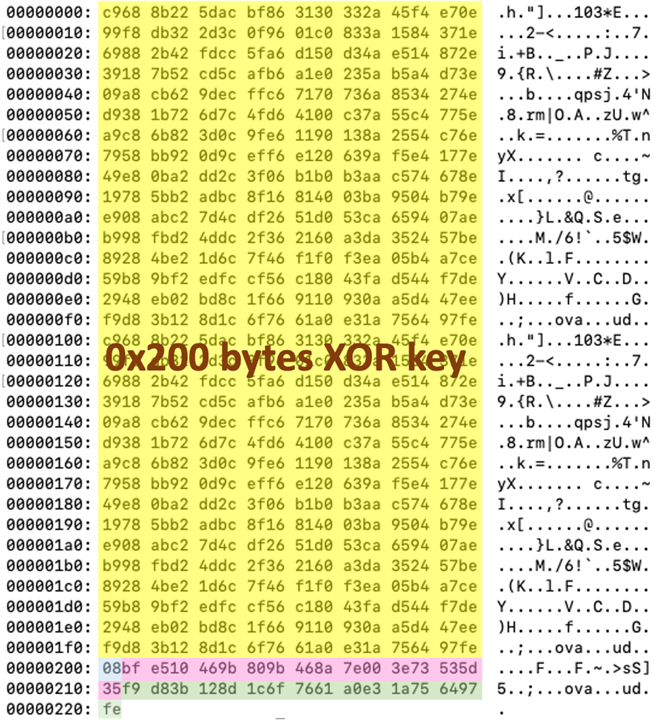 00000000: c968 8b22 5dac bf86 3130 332a 45f4 e70e .h."]...103*E...
00000010: 99f8 db32 2d3c 0f96 01c0 833a 1584 371e ...2-<.....:..7.
00000020: 6988 2b42 fdcc 5fa6 d150 d34a e514 872e i.+B.._..P.J....
00000030: 3918 7b52 cd5c afb6 a1e0 235a b5a4 d73e 9.{R.\....#Z...>
00000040: 09a8 cb62 9dec ffc6 7170 736a 8534 274e ...b....qpsj.4'N
00000050: d938 1b72 6d7c 4fd6 4100 c37a 55c4 775e .8.rm|O.A..zU.w^
00000060: a9c8 6b82 3d0c 9fe6 1190 138a 2554 c76e ..k.=.......%T.n
00000070: 7958 bb92 0d9c eff6 e120 639a f5e4 177e yX....... c....~
00000080: 49e8 0ba2 dd2c 3f06 b1b0 b3aa c574 678e I....,?......tg.
00000090: 1978 5bb2 adbc 8f16 8140 03ba 9504 b79e .x[......@......
000000a0: e908 abc2 7d4c df26 51d0 53ca 6594 07ae ....}L.&Q.S.e...
000000b0: b998 fbd2 4ddc 2f36 2160 a3da 3524 57be ....M./6!`..5$W.
000000c0: 8928 4be2 1d6c 7f46 f1f0 f3ea 05b4 a7ce .(K..l.F........
000000d0: 59b8 9bf2 edfc cf56 c180 43fa d544 f7de Y......V..C..D..
000000e0: 2948 eb02 bd8c 1f66 9110 930a a5d4 47ee )H.....f......G.
000000f0: f9d8 3b12 8d1c 6f76 61a0 e31a 7564 97fe ..;...ova...ud..
00000100: c968 8b22 5dac bf86 3130 332a 45f4 e70e .h."]...103*E...
0x200 bytes XOR key
00000110: ...2-<.....:..7.
00000120: 6988 2b42 fdcc 5fa6 d150 d34a e514 872e i.+B.._..P.J....
00000130: 3918 7b52 cd5c afb6 a1e0 235a b5a4 d73e 9.{R.\....#Z...>
00000140: 09a8 cb62 9dec ffc6 7170 736a 8534 274e ...b....qpsj.4'N
00000150: d938 1b72 6d7c 4fd6 4100 c37a 55c4 775e .8.rm|O.A..zU.w^
00000160: a9c8 6b82 3d0c 9fe6 1190 138a 2554 c76e ..k.=.......%T.n
00000170: 7958 bb92 0d9c eff6 e120 639a f5e4 177e yX....... c....~
00000180: 49e8 0ba2 dd2c 3f06 b1b0 b3aa c574 678e I....,?......tg.
00000190: 1978 5bb2 adbc 8f16 8140 03ba 9504 b79e .x[......@......
000001a0: e908 abc2 7d4c df26 51d0 53ca 6594 07ae ....}L.&Q.S.e...
000001b0: b998 fbd2 4ddc 2f36 2160 a3da 3524 57be ....M./6!`..5$W.
000001c0: 8928 4be2 1d6c 7f46 f1f0 f3ea 05b4 a7ce .(K..l.F........
000001d0: 59b8 9bf2 edfc cf56 c180 43fa d544 f7de Y......V..C..D..
000001e0: 2948 eb02 bd8c 1f66 9110 930a a5d4 47ee )H.....f......G.
000001f0: f9d8 3b12 8d1c 6f76 61a0 e31a 7564 97fe ..;...ova...ud..
00000200: 08bf e510 469b 809b 468a 7e00 3e73 535d ....F...F.~.>sS]
00000210: 35f9 d83b 128d 1c6f 7661 a0e3 1a75 6497 5..;...ova...ud.
00000220: fe .